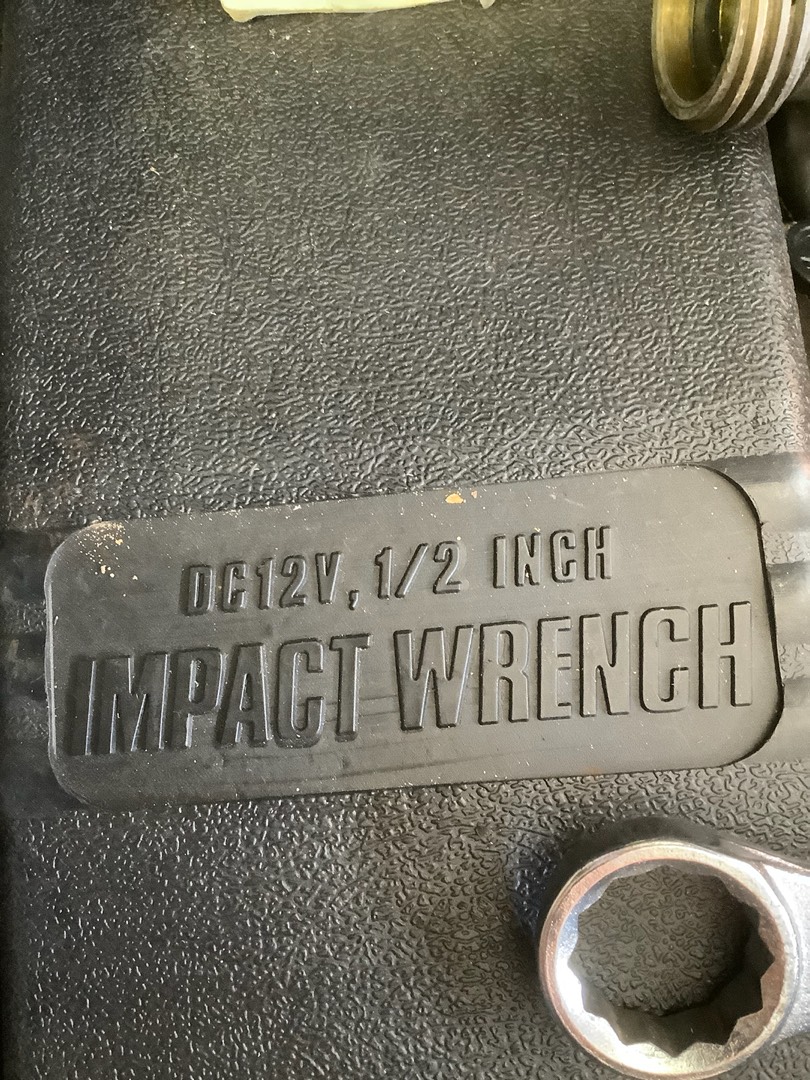 DC12V, 1/2 INCH
IMPACT WRENCH